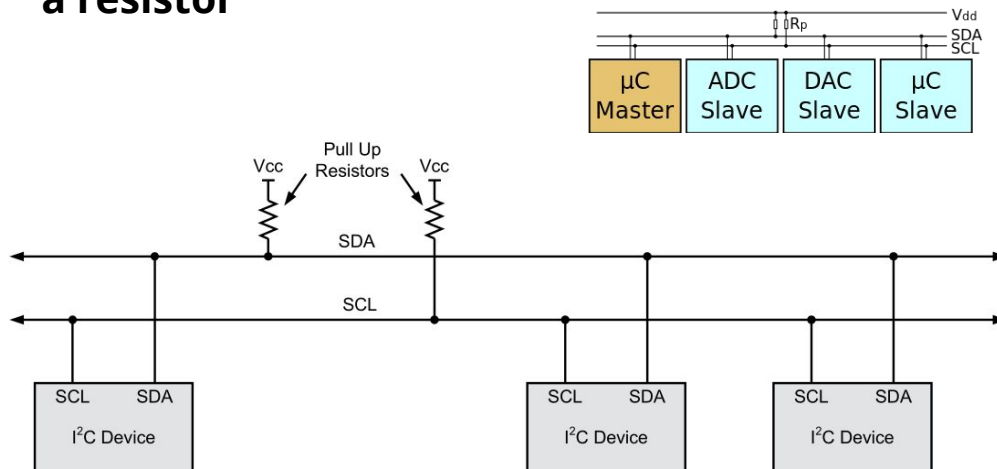 a resistor
Vdd
Rp
SDA
SCL
µC
Master
ADC
Slave
DAC
Slave
µC
Slave
Pull Up
Resistors
Vcc
Vcc
SDA
SCL
SCL SDA
I²C Device
SCL SDA
I²C Device
SCL SDA
I²C Device